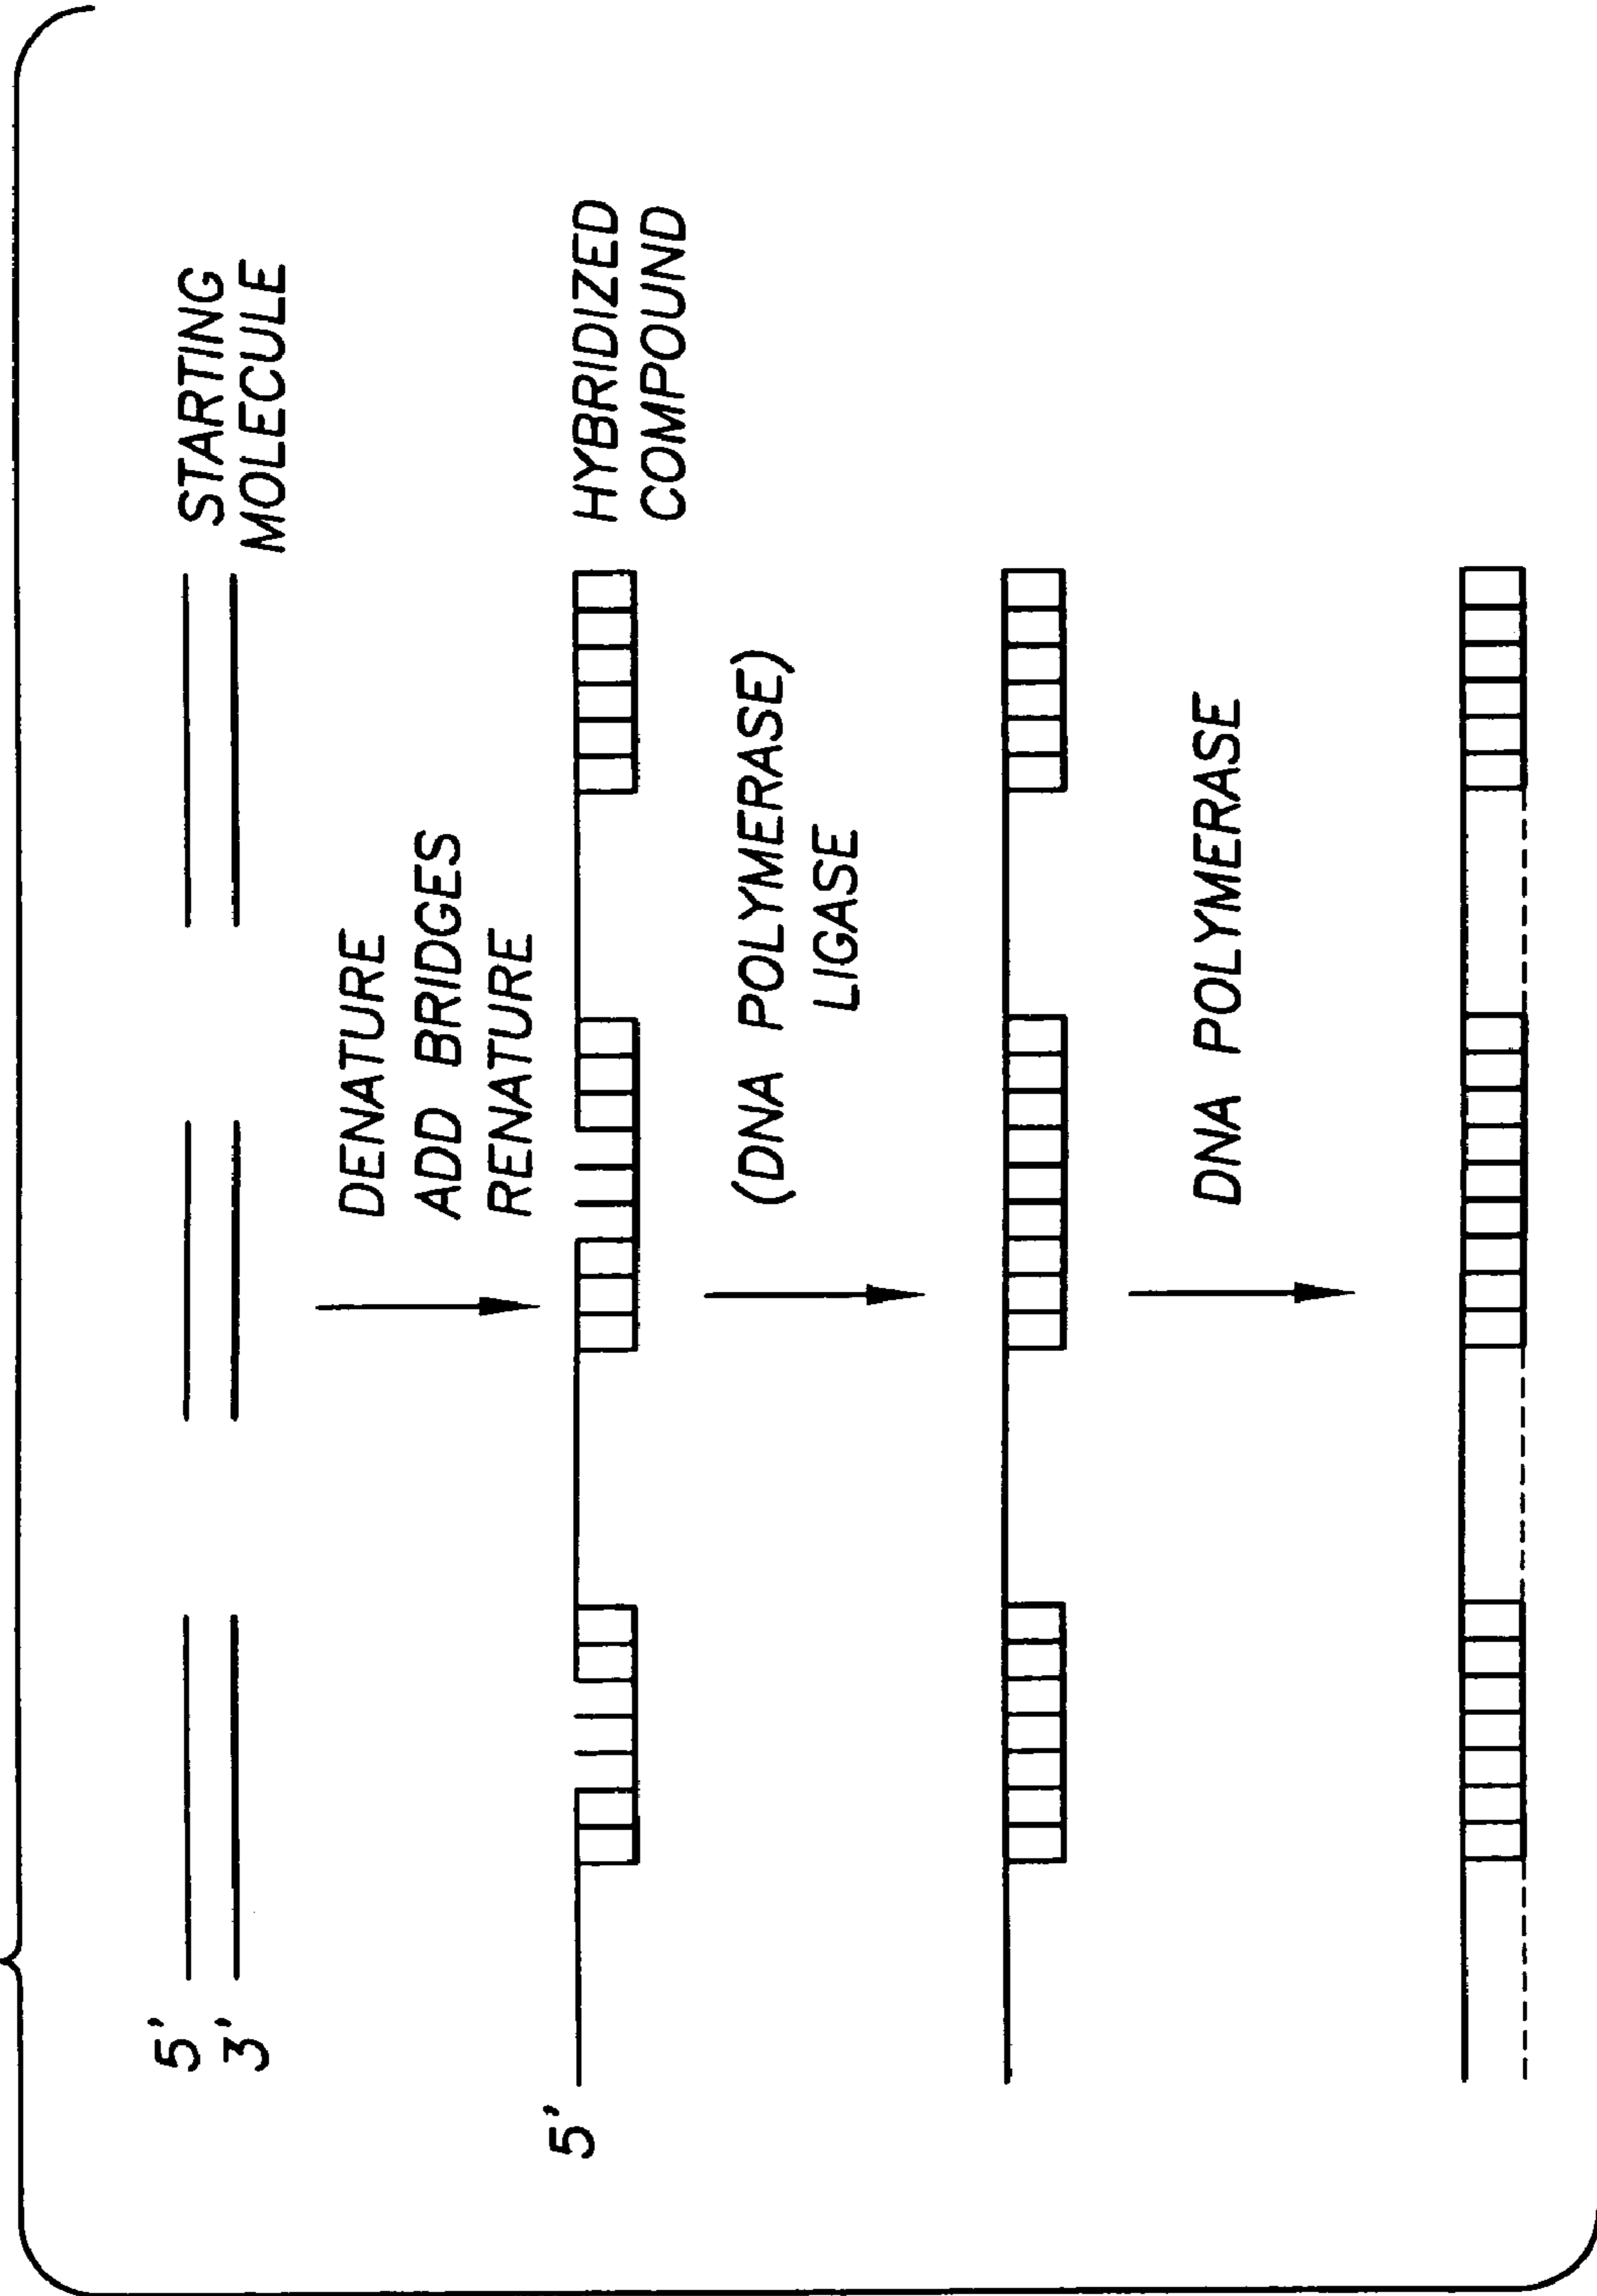 5'
3'
STARTING
MOLECULE
DENATURE
ADD BRIDGES
RENATURE
5'
HYBRIDIZED
COMPOUND
(DNA POLYMERASE)
LIGASE
DNA POLYMERASE